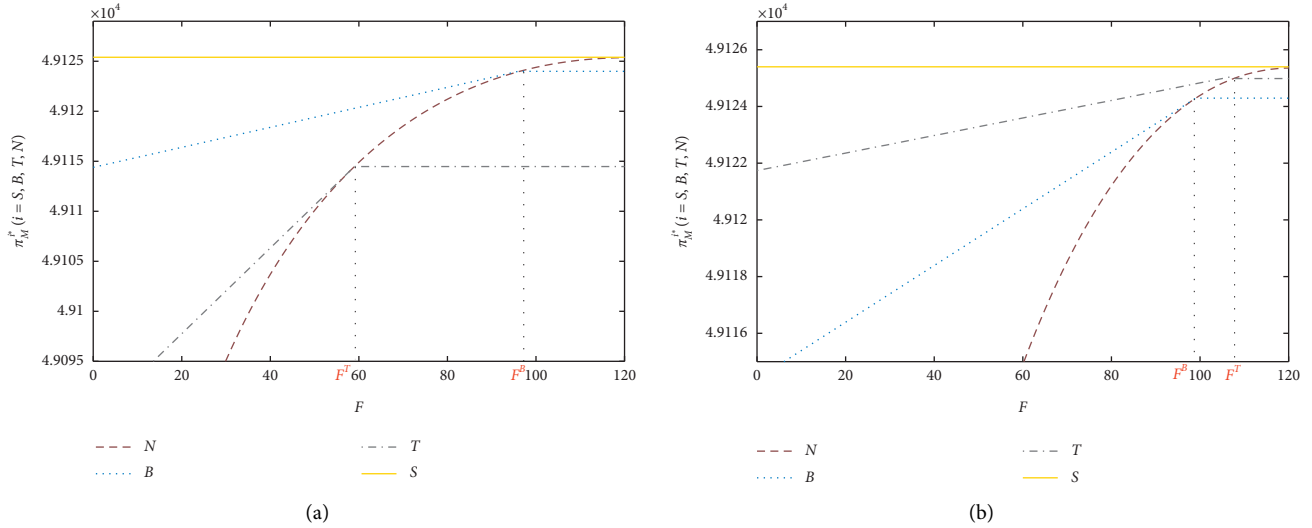 ×10⁴
4.9125
4.912
4.9115
4.911
4.9105
4.91
4.9095
π_M^{i*} (i = S, B, T, N)
0 20 40 60 80 100 120
F^T F^B
F
N T
B S
(a)
×10⁴
4.9126
4.9124
4.9122
4.912
4.9118
4.9116
π_M^{i*} (i = S, B, T, N)
0 20 40 60 80 100 120
F^B F^T
F
N T
B S
(b)